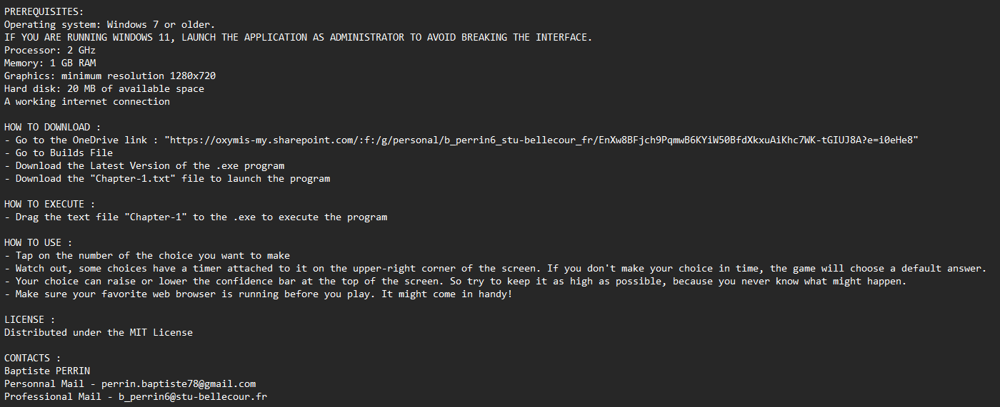 PREREQUISITES:
Operating system: Windows 7 or older.
IF YOU ARE RUNNING WINDOWS 11, LAUNCH THE APPLICATION AS ADMINISTRATOR TO AVOID BREAKING THE INTERFACE.
Processor: 2 GHz
Memory: 1 GB RAM
Graphics: minimum resolution 1280x720
Hard disk: 20 MB of available space
A working internet connection
HOW TO DOWNLOAD :
- Go to the OneDrive link : "https://oxymis-my.sharepoint.com/:f:/g/personal/b_perrin6_stu-bellecour_fr/EnXw8BFjch9PqmwB6KYiW50BfdXkxuAiKhc7WK-tGIUJ8A?e=i0eHe8"
- Go to Builds File
- Download the Latest Version of the .exe program
- Download the "Chapter-1.txt" file to launch the program
HOW TO EXECUTE :
- Drag the text file "Chapter-1" to the .exe to execute the program
HOW TO USE :
- Tap on the number of the choice you want to make
- Watch out, some choices have a timer attached to it on the upper-right corner of the screen. If you don't make your choice in time, the game will choose a default answer.
- Your choice can raise or lower the confidence bar at the top of the screen. So try to keep it as high as possible, because you never know what might happen.
- Make sure your favorite web browser is running before you play. It might come in handy!
LICENSE :
Distributed under the MIT License
CONTACTS :
Baptiste PERRIN
Personnal Mail - perrin.baptiste78@gmail.com
Professional Mail - b_perrin6@stu-bellecour.fr